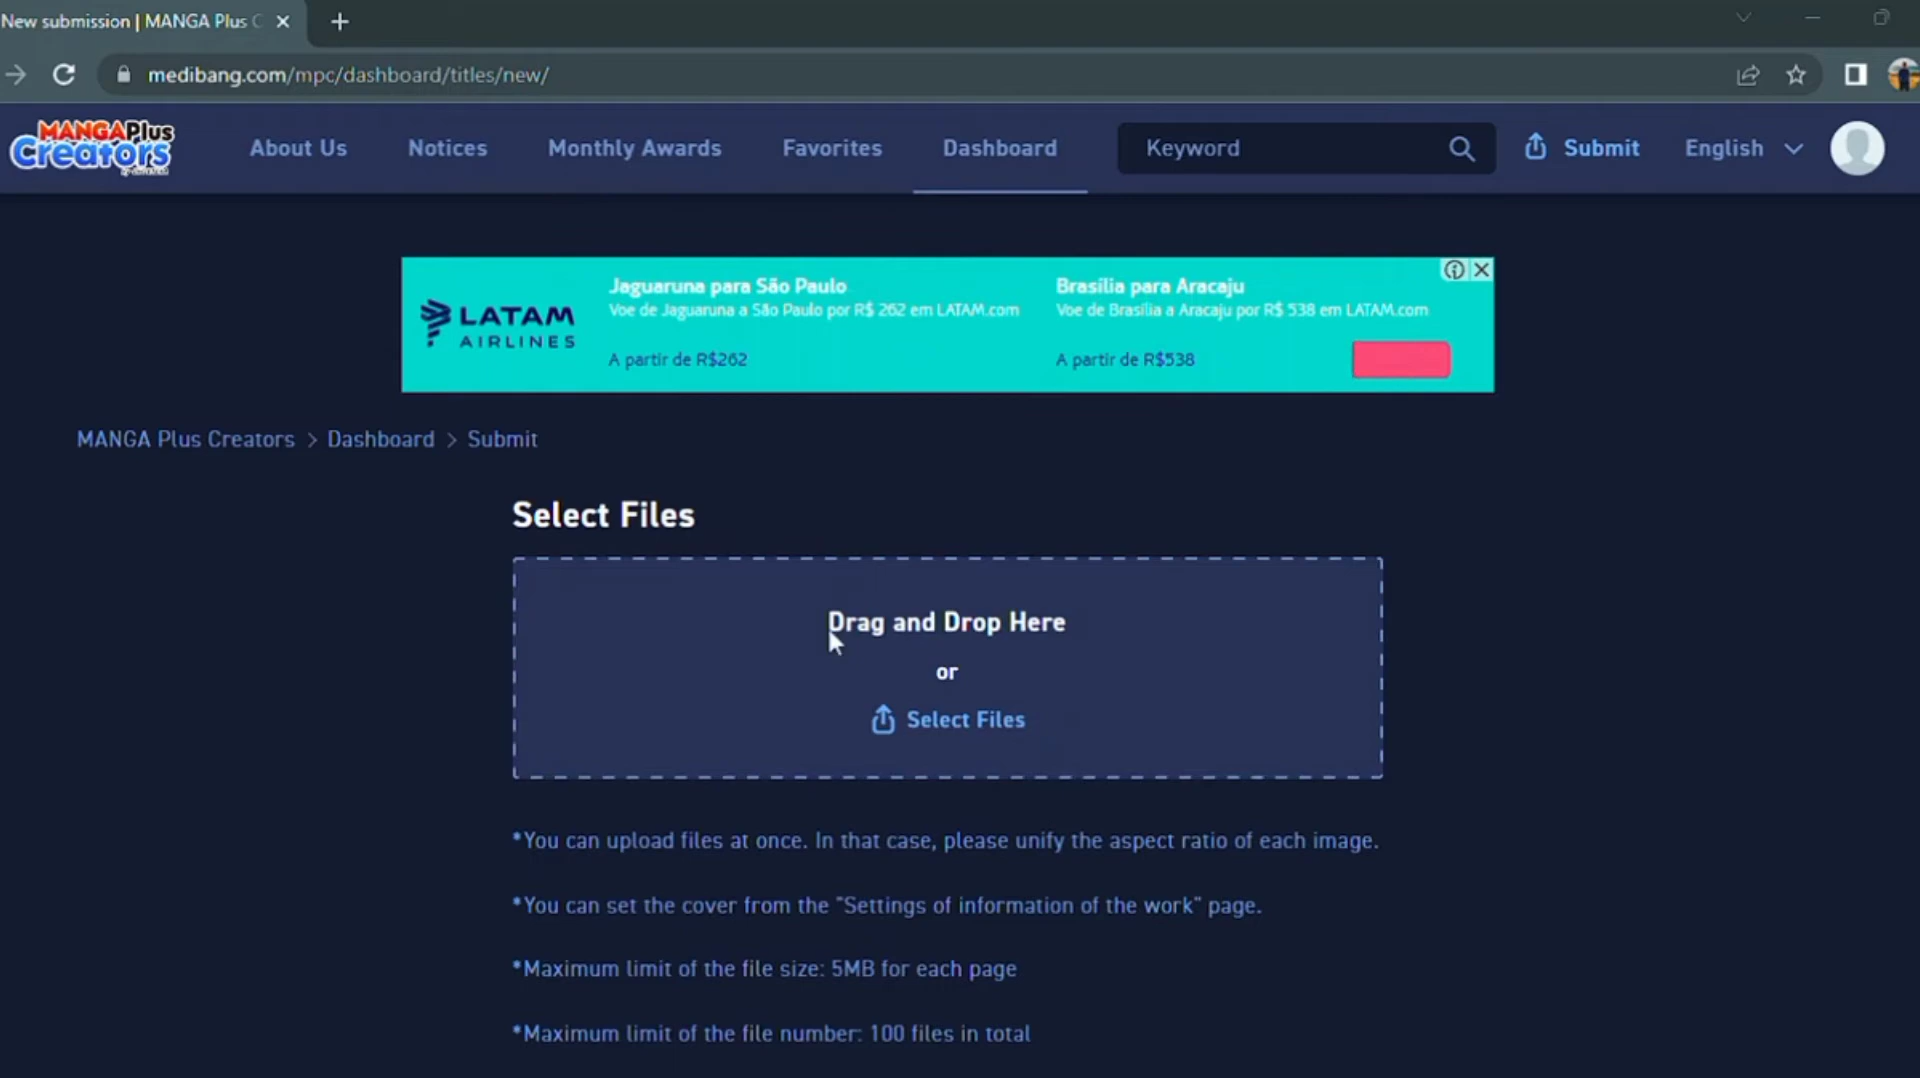 New submission | MANGA Plus C
medibang.com/mpc/dashboard/titles/new/
MANGA Plus
Creators
About Us
Notices
Monthly Awards
Favorites
Dashboard
Keyword
Submit
English
LATAM
AIRLINES
Jaguaruna para São Paulo
Voe de Jaguaruna a São Paulo por R$ 262 em LATAM.com
A partir de R$262
Brasília para Aracaju
Voe de Brasília a Aracaju por R$ 538 em LATAM.com
A partir de R$538
MANGA Plus Creators > Dashboard > Submit
Select Files
Drag and Drop Here
or
Select Files
*You can upload files at once. In that case, please unify the aspect ratio of each image.
*You can set the cover from the "Settings of information of the work" page.
*Maximum limit of the file size: 5MB for each page
*Maximum limit of the file number: 100 files in total